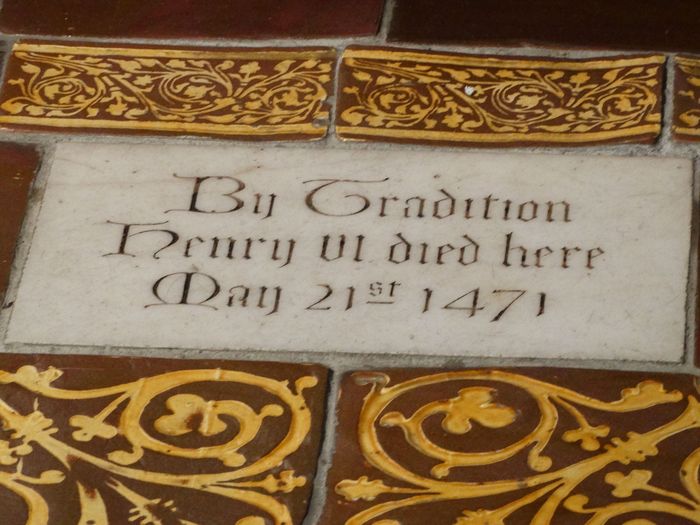 By Tradition
Henry VI died here
May 21st 1471